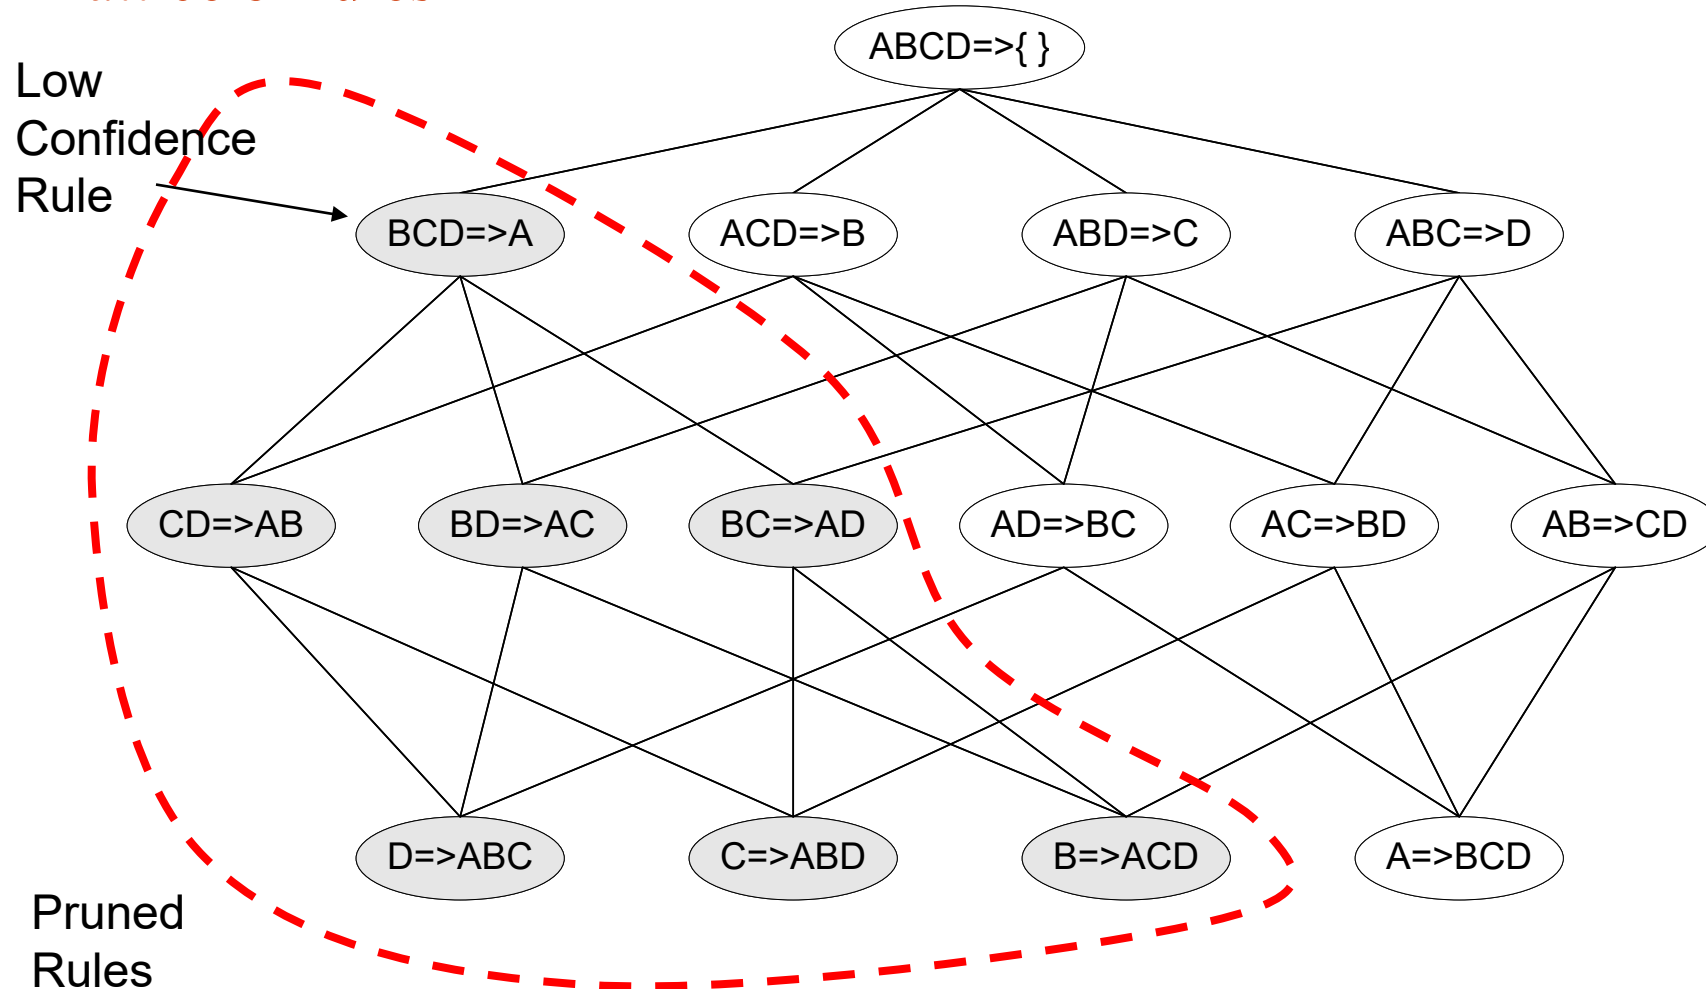 ABCD=>{ }
Low
Confidence
Rule
BCD=>A
ACD=>B
ABD=>C
ABC=>D
CD=>AB
BD=>AC
BC=>AD
AD=>BC
AC=>BD
AB=>CD
D=>ABC
C=>ABD
B=>ACD
A=>BCD
Pruned
Rules